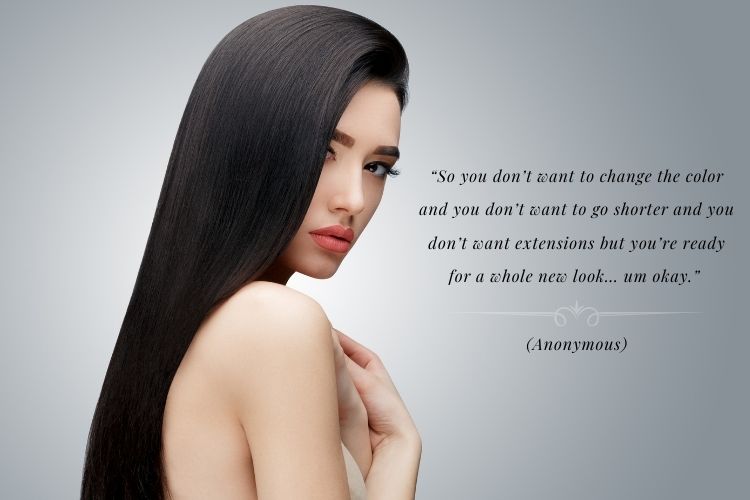 “So you don’t want to change the color
and you don’t want to go shorter and you
don’t want extensions but you’re ready
for a whole new look... um okay.”
(Anonymous)